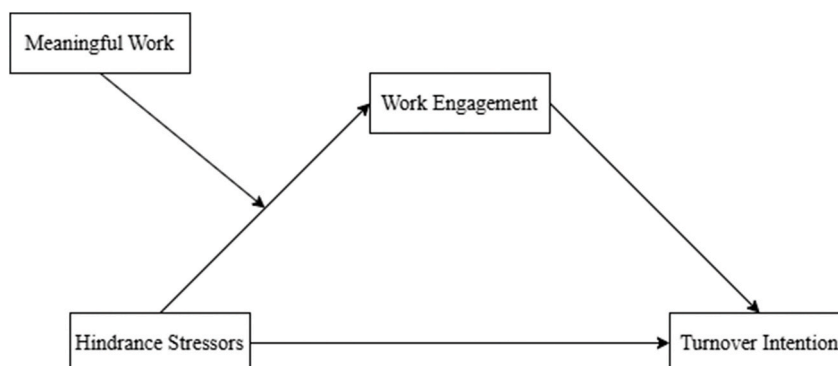 Meaningful Work
Work Engagement
Hindrance Stressors
Turnover Intention